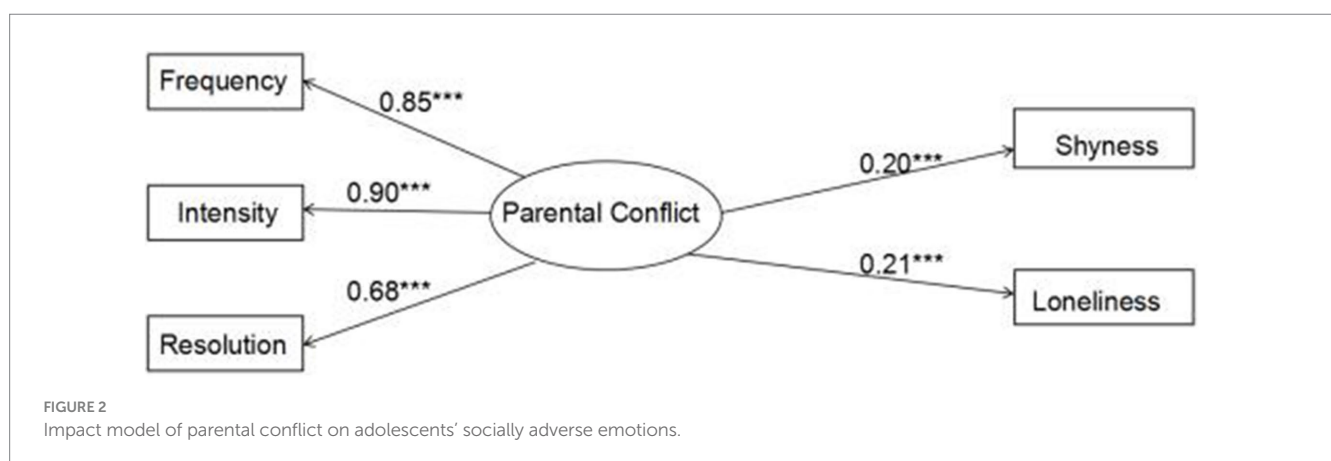 Frequency
0.85***
Shyness
0.20***
Intensity
0.90***
Parental Conflict
0.21***
Loneliness
0.68***
Resolution
FIGURE 2
Impact model of parental conflict on adolescents’ socially adverse emotions.